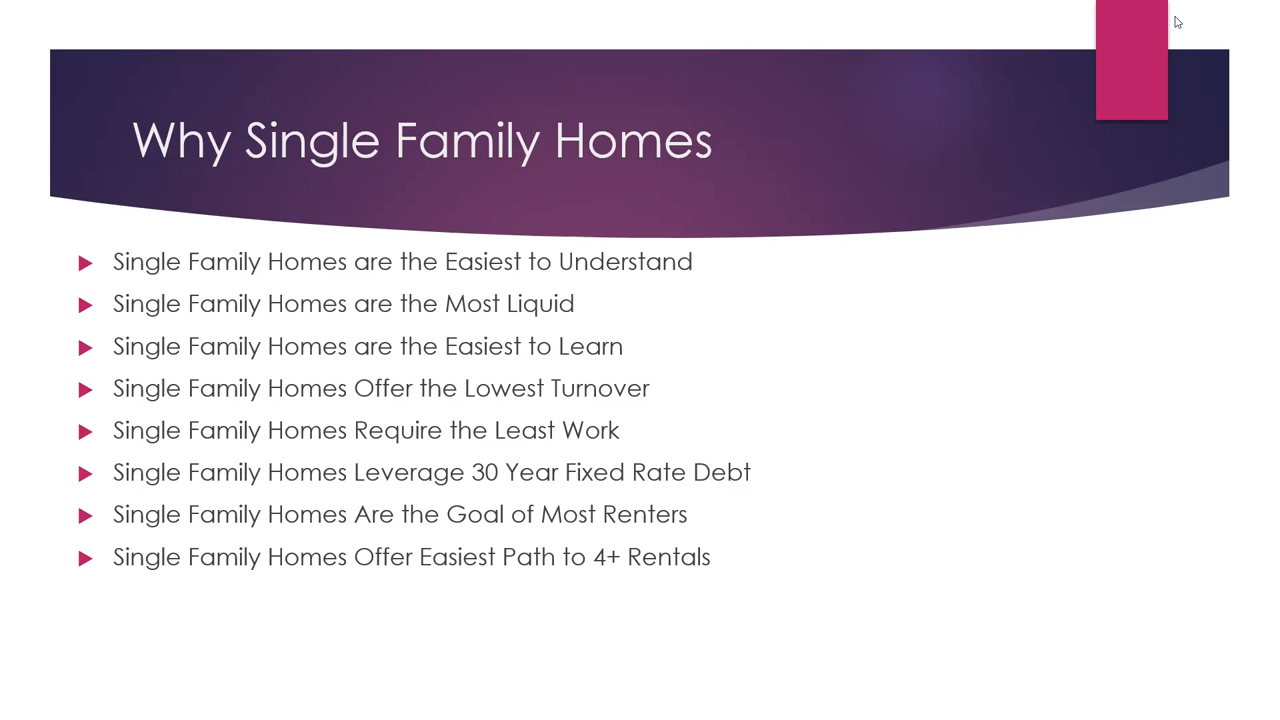 Why Single Family Homes
Single Family Homes are the Easiest to Understand
Single Family Homes are the Most Liquid
Single Family Homes are the Easiest to Learn
Single Family Homes Offer the Lowest Turnover
Single Family Homes Require the Least Work
Single Family Homes Leverage 30 Year Fixed Rate Debt
Single Family Homes Are the Goal of Most Renters
Single Family Homes Offer Easiest Path to 4+ Rentals